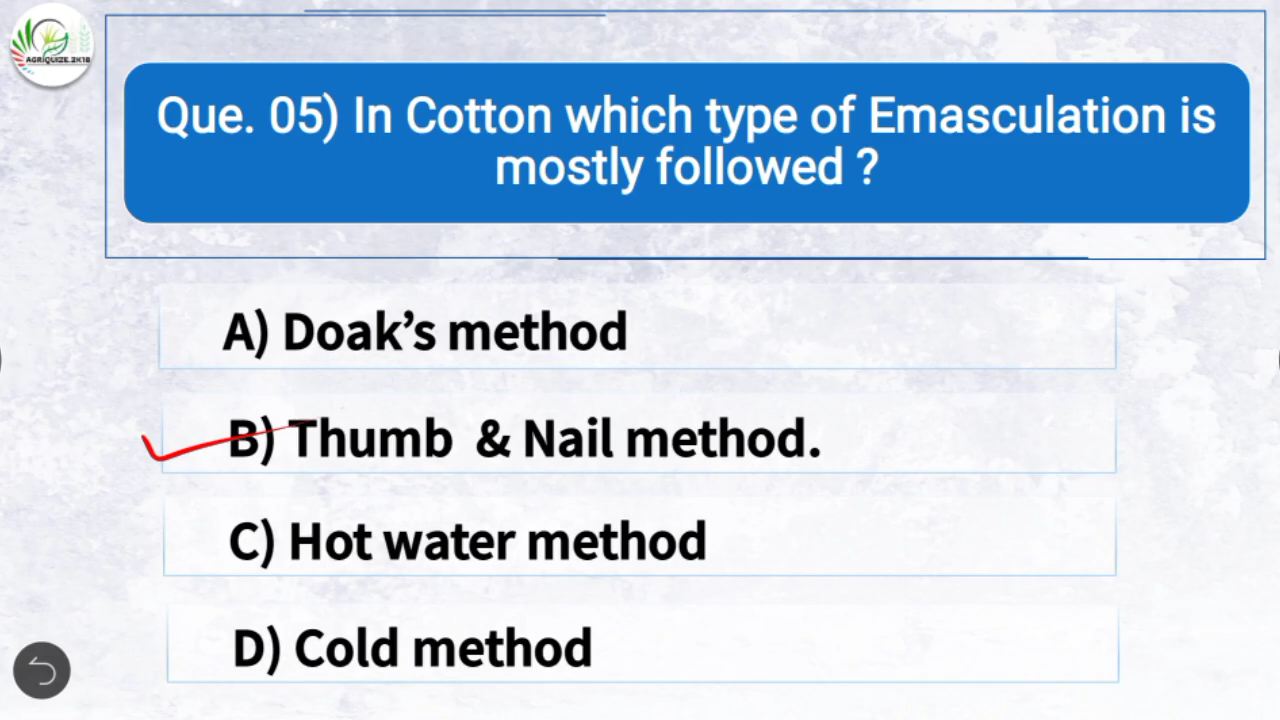 AGRIQUIZE.2K18
Que. 05) In Cotton which type of Emasculation is
mostly followed ?
A) Doak’s method
B) Thumb & Nail method.
C) Hot water method
D) Cold method